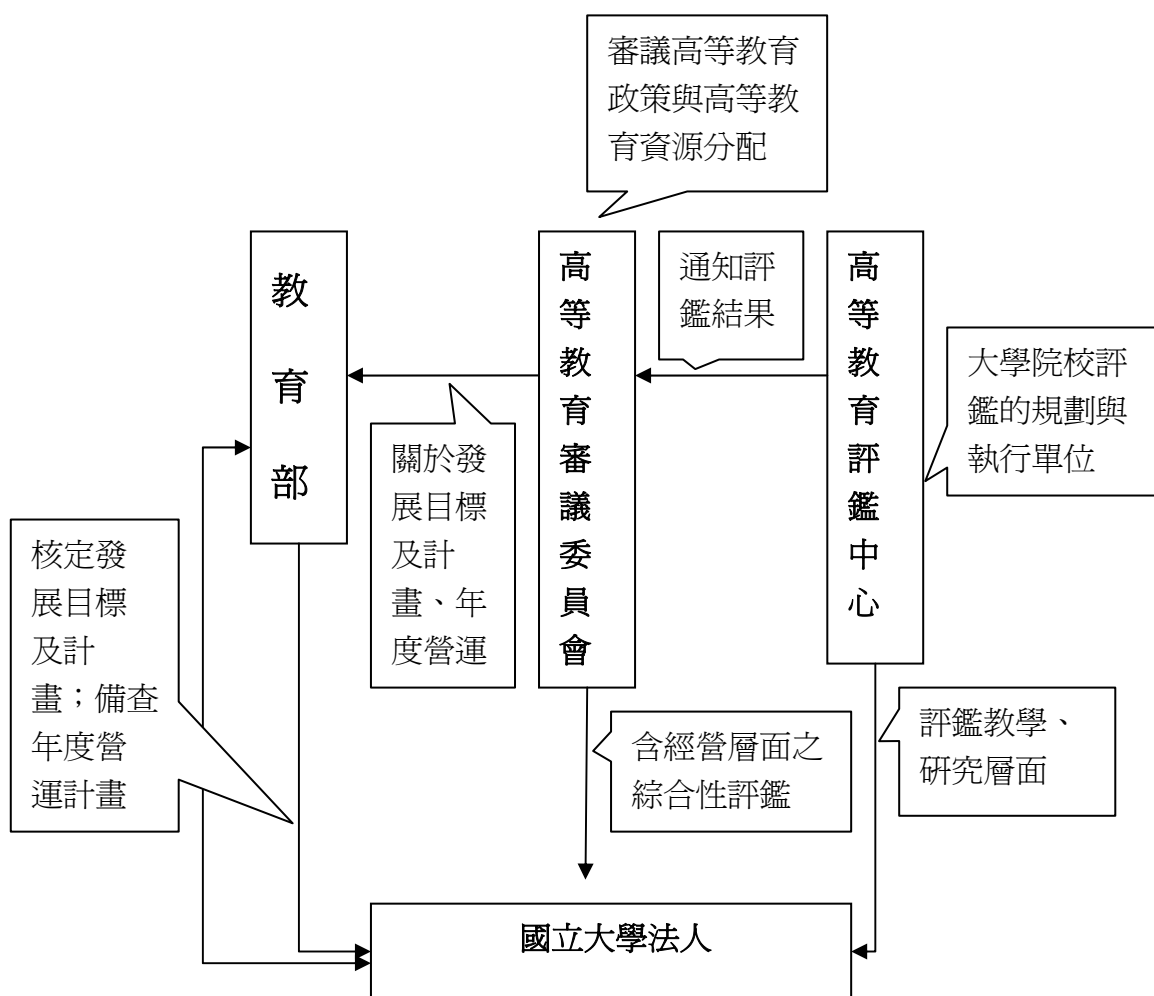 審議高等教育
政策與高等教
育資源分配
教育部
高等教育審議委員會
通知評
鑑結果
高等教育評鑑中心
大學院校評
鑑的規劃與
執行單位
關於發
展目標
及計
畫、年
度營運
核定發
展目標
及計
畫；備查
年度營
運計畫
含經營層面之
綜合性評鑑
評鑑教學、
研究層面
國立大學法人